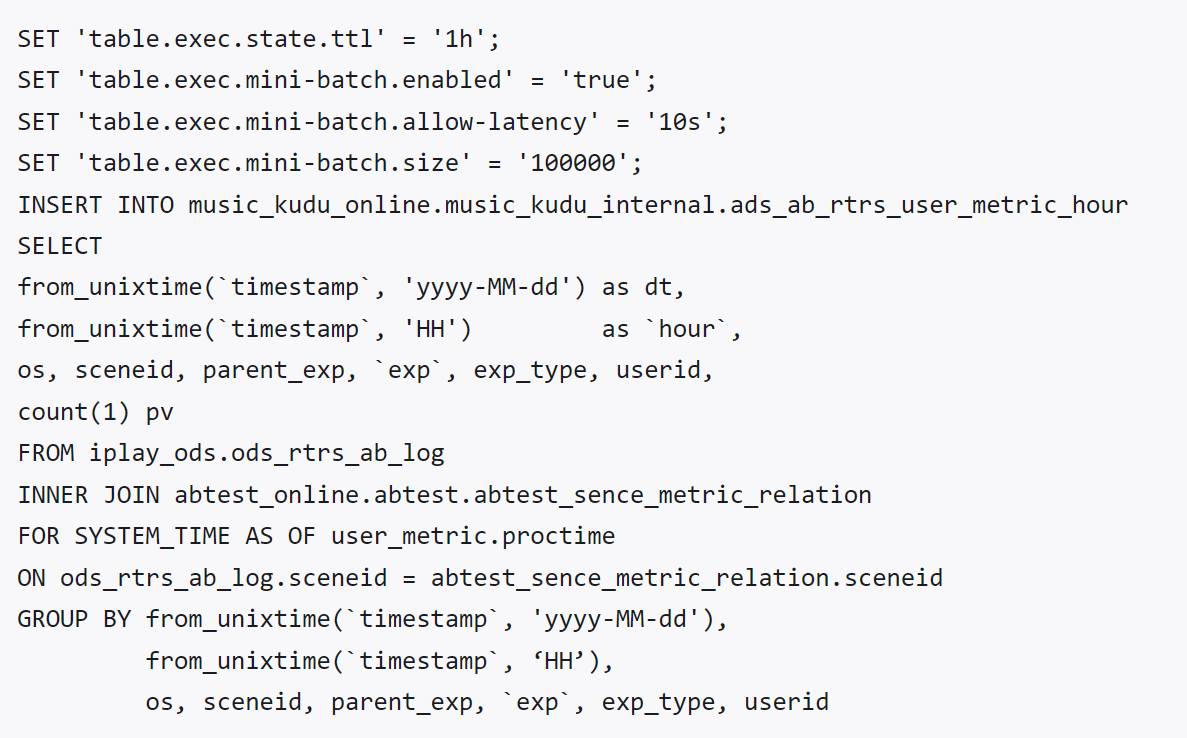 SET 'table.exec.state.ttl' = '1h';
SET 'table.exec.mini-batch.enabled' = 'true';
SET 'table.exec.mini-batch.allow-latency' = '10s';
SET 'table.exec.mini-batch.size' = '100000';
INSERT INTO music_kudu_online.music_kudu_internal.ads_ab_rtrs_user_metric_hour
SELECT
from_unixtime(`timestamp`, 'yyyy-MM-dd') as dt,
from_unixtime(`timestamp`, 'HH')         as `hour`,
os, sceneid, parent_exp, `exp`, exp_type, userid,
count(1) pv
FROM iplay_ods.ods_rtrs_ab_log
INNER JOIN abtest_online.abtest.abtest_sence_metric_relation
FOR SYSTEM_TIME AS OF user_metric.proctime
ON ods_rtrs_ab_log.sceneid = abtest_sence_metric_relation.sceneid
GROUP BY from_unixtime(`timestamp`, 'yyyy-MM-dd'),
         from_unixtime(`timestamp`, ‘HH’),
         os, sceneid, parent_exp, `exp`, exp_type, userid